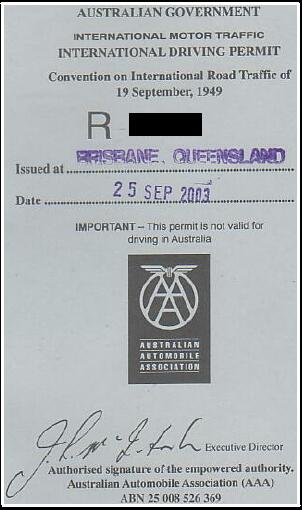 AUSTRALIAN GOVERNMENT
INTERNATIONAL MOTOR TRAFFIC
INTERNATIONAL DRIVING PERMIT
Convention on International Road Traffic of
19 September, 1949
R -
Issued at BRISBANE, QUEENSLAND
Date 25 SEP 2003
IMPORTANT – This permit is not valid for
driving in Australia
AAA
AUSTRALIAN
AUTOMOBILE
ASSOCIATION
Executive Director
Authorised signature of the empowered authority.
Australian Automobile Association (AAA)
ABN 25 008 526 369